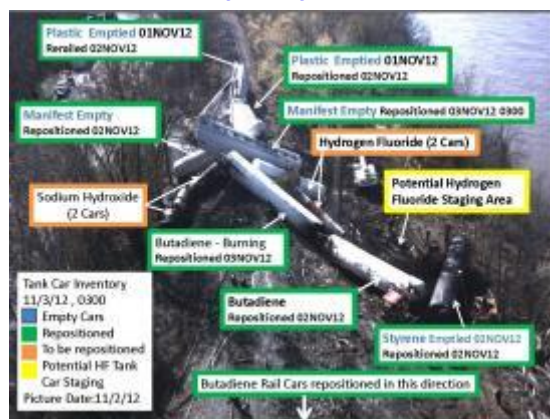 Plastic Emptied 01NOV12
Rerailed 02NOV12
Plastic Emptied 01NOV12
Repositioned 02NOV12
Manifest Empty
Repositioned 02NOV12
Manifest Empty Repositioned 03NOV12 0300
Hydrogen Fluoride (2 Cars)
Sodium Hydroxide
(2 Cars)
Potential Hydrogen
Fluoride Staging Area
Butadiene - Burning
Repositioned 03NOV12
Butadiene
Repositioned 02NOV12
Styrene Emptied 02NOV12
Repositioned 02NOV12
Tank Car Inventory
11/3/12 , 0300
Empty Cars
Repositioned
To be repositioned
Potential HF Tank
Car Staging
Picture Date:11/2/12
Butadiene Rail Cars repositioned in this direction